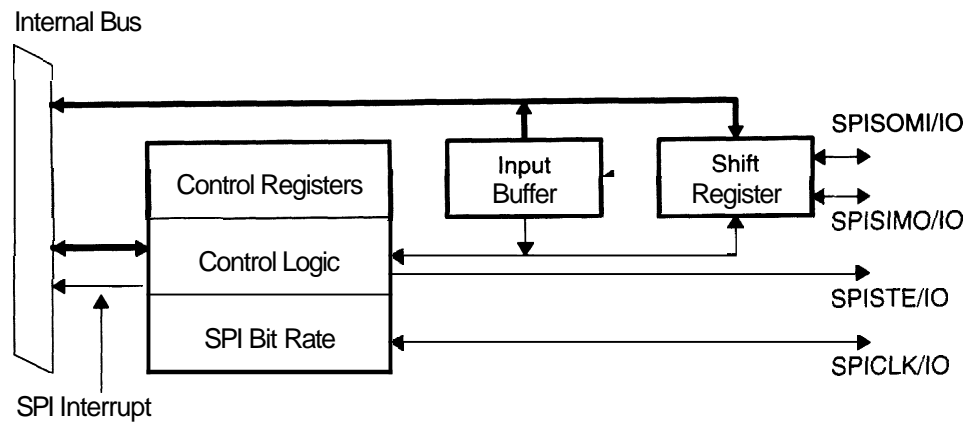 Internal Bus
SPISOMI/IO
Input
Buffer
Shift
Register
Control Registers
SPISIMO/IO
Control Logic
SPISTE/IO
SPI Bit Rate
SPICLK/IO
SPI Interrupt